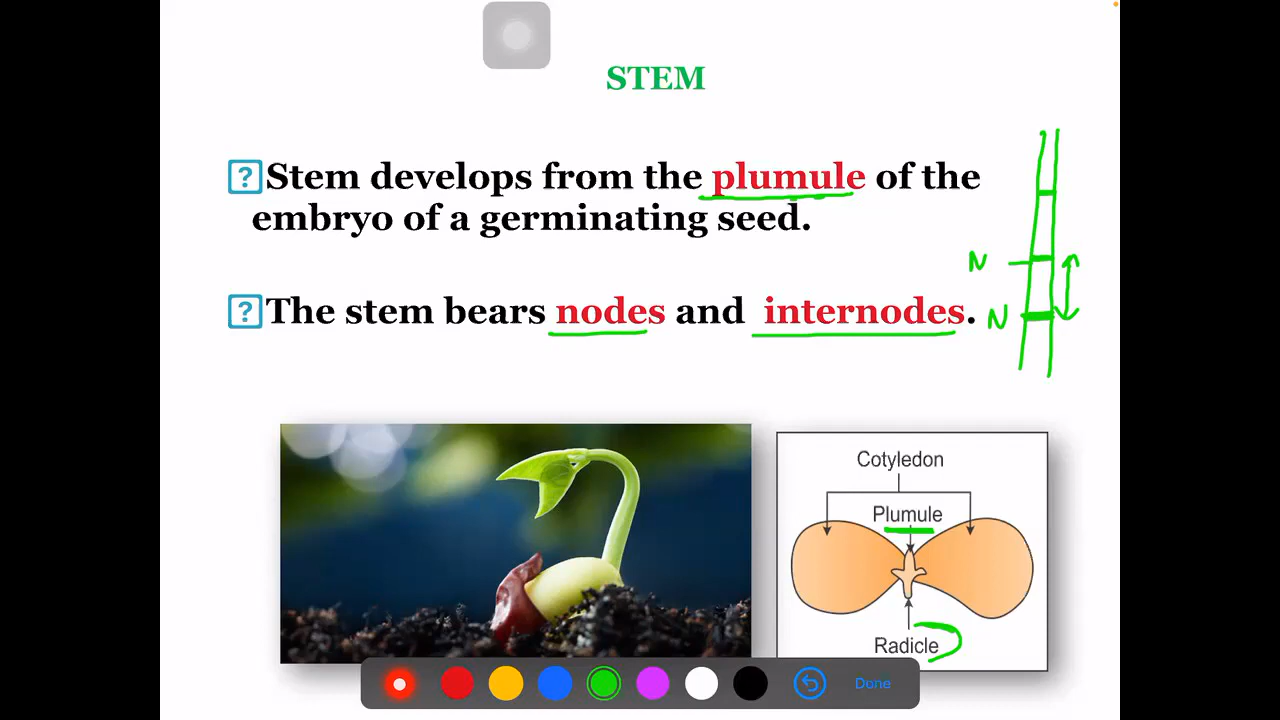 STEM
? Stem develops from the plumule of the
embryo of a germinating seed.
N
? The stem bears nodes and internodes.
N
Cotyledon
Plumule
Radicle
Done